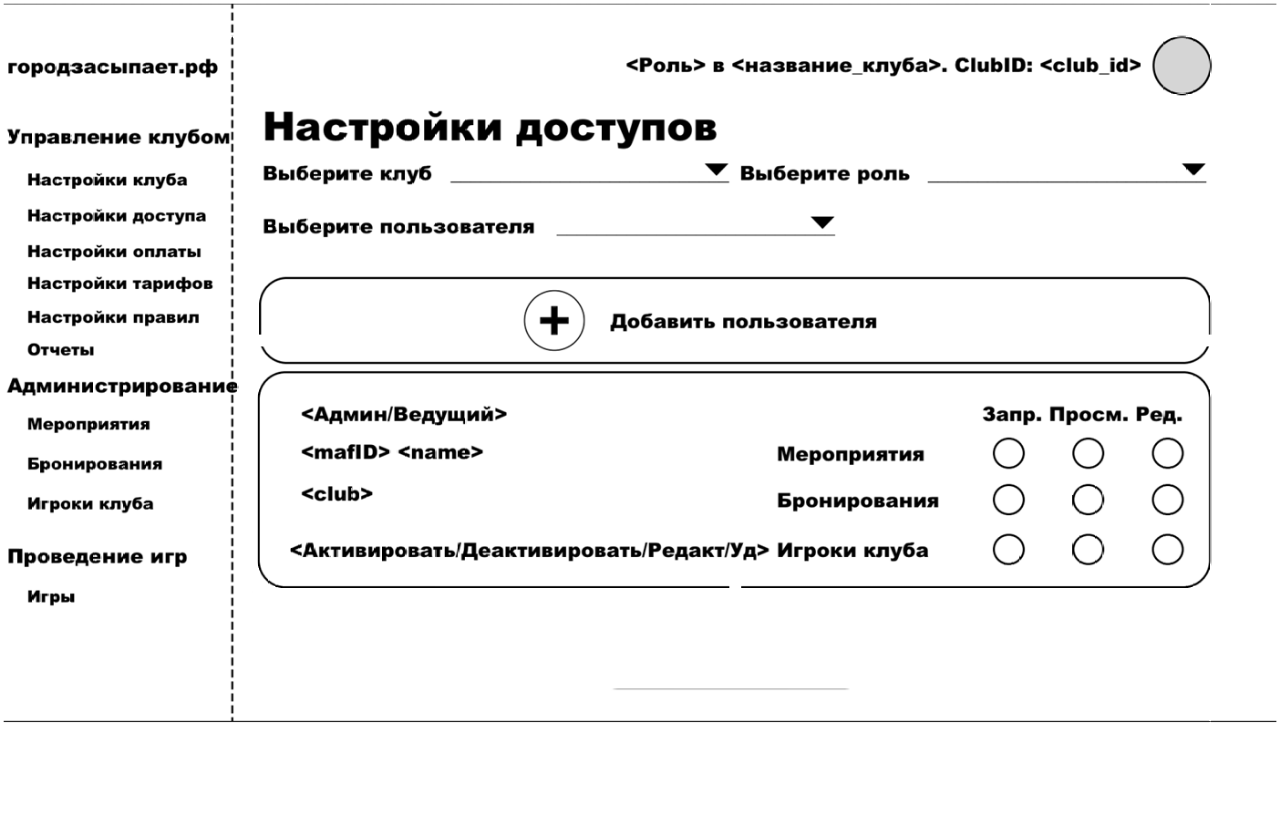 городзасыпает.рф
<Роль> в <название_клуба>. ClubID: <club_id>
Управление клубом
Настройки клуба
Настройки доступа
Настройки оплаты
Настройки тарифов
Настройки правил
Отчеты
Администрирование
Мероприятия
Бронирования
Игроки клуба
Проведение игр
Игры
Настройки доступов
Выберите клуб
Выберите роль
Выберите пользователя
Добавить пользователя
<Админ/Ведущий>
Запр. Просм. Ред.
<mafID> <name>
Мероприятия
<club>
Бронирования
<Активировать/Деактивировать/Редакт/Уд> Игроки клуба